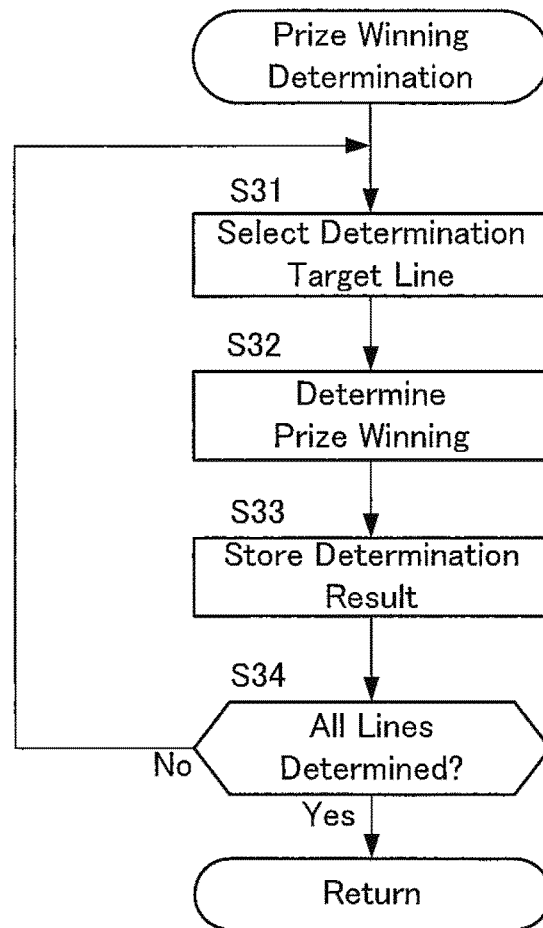 Prize Winning
Determination
S31
Select Determination
Target Line
S32
Determine
Prize Winning
S33
Store Determination
Result
S34
All Lines
Determined?
No
Yes
Return